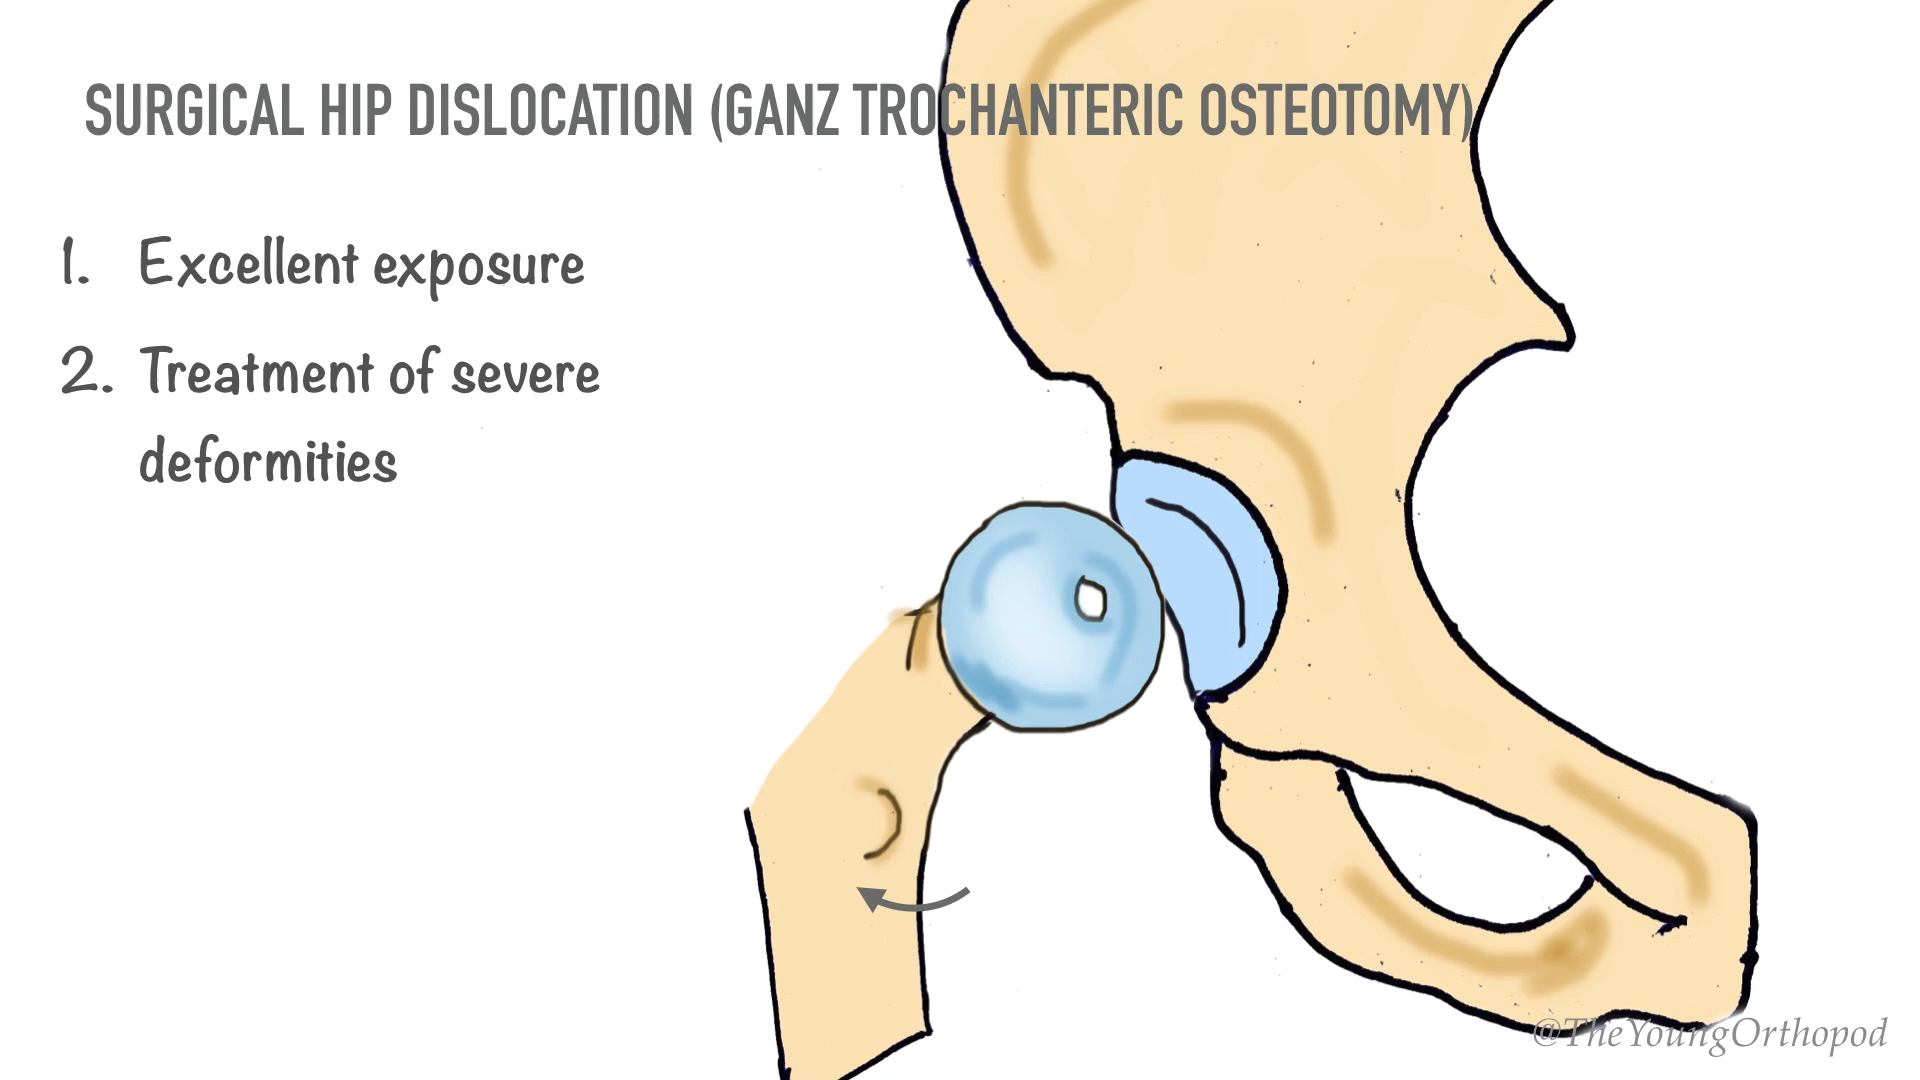 SURGICAL HIP DISLOCATION (GANZ TROCHANTERIC OSTEOTOMY)
1. Excellent exposure
2. Treatment of severe
deformities
@TheYoungOrthopod